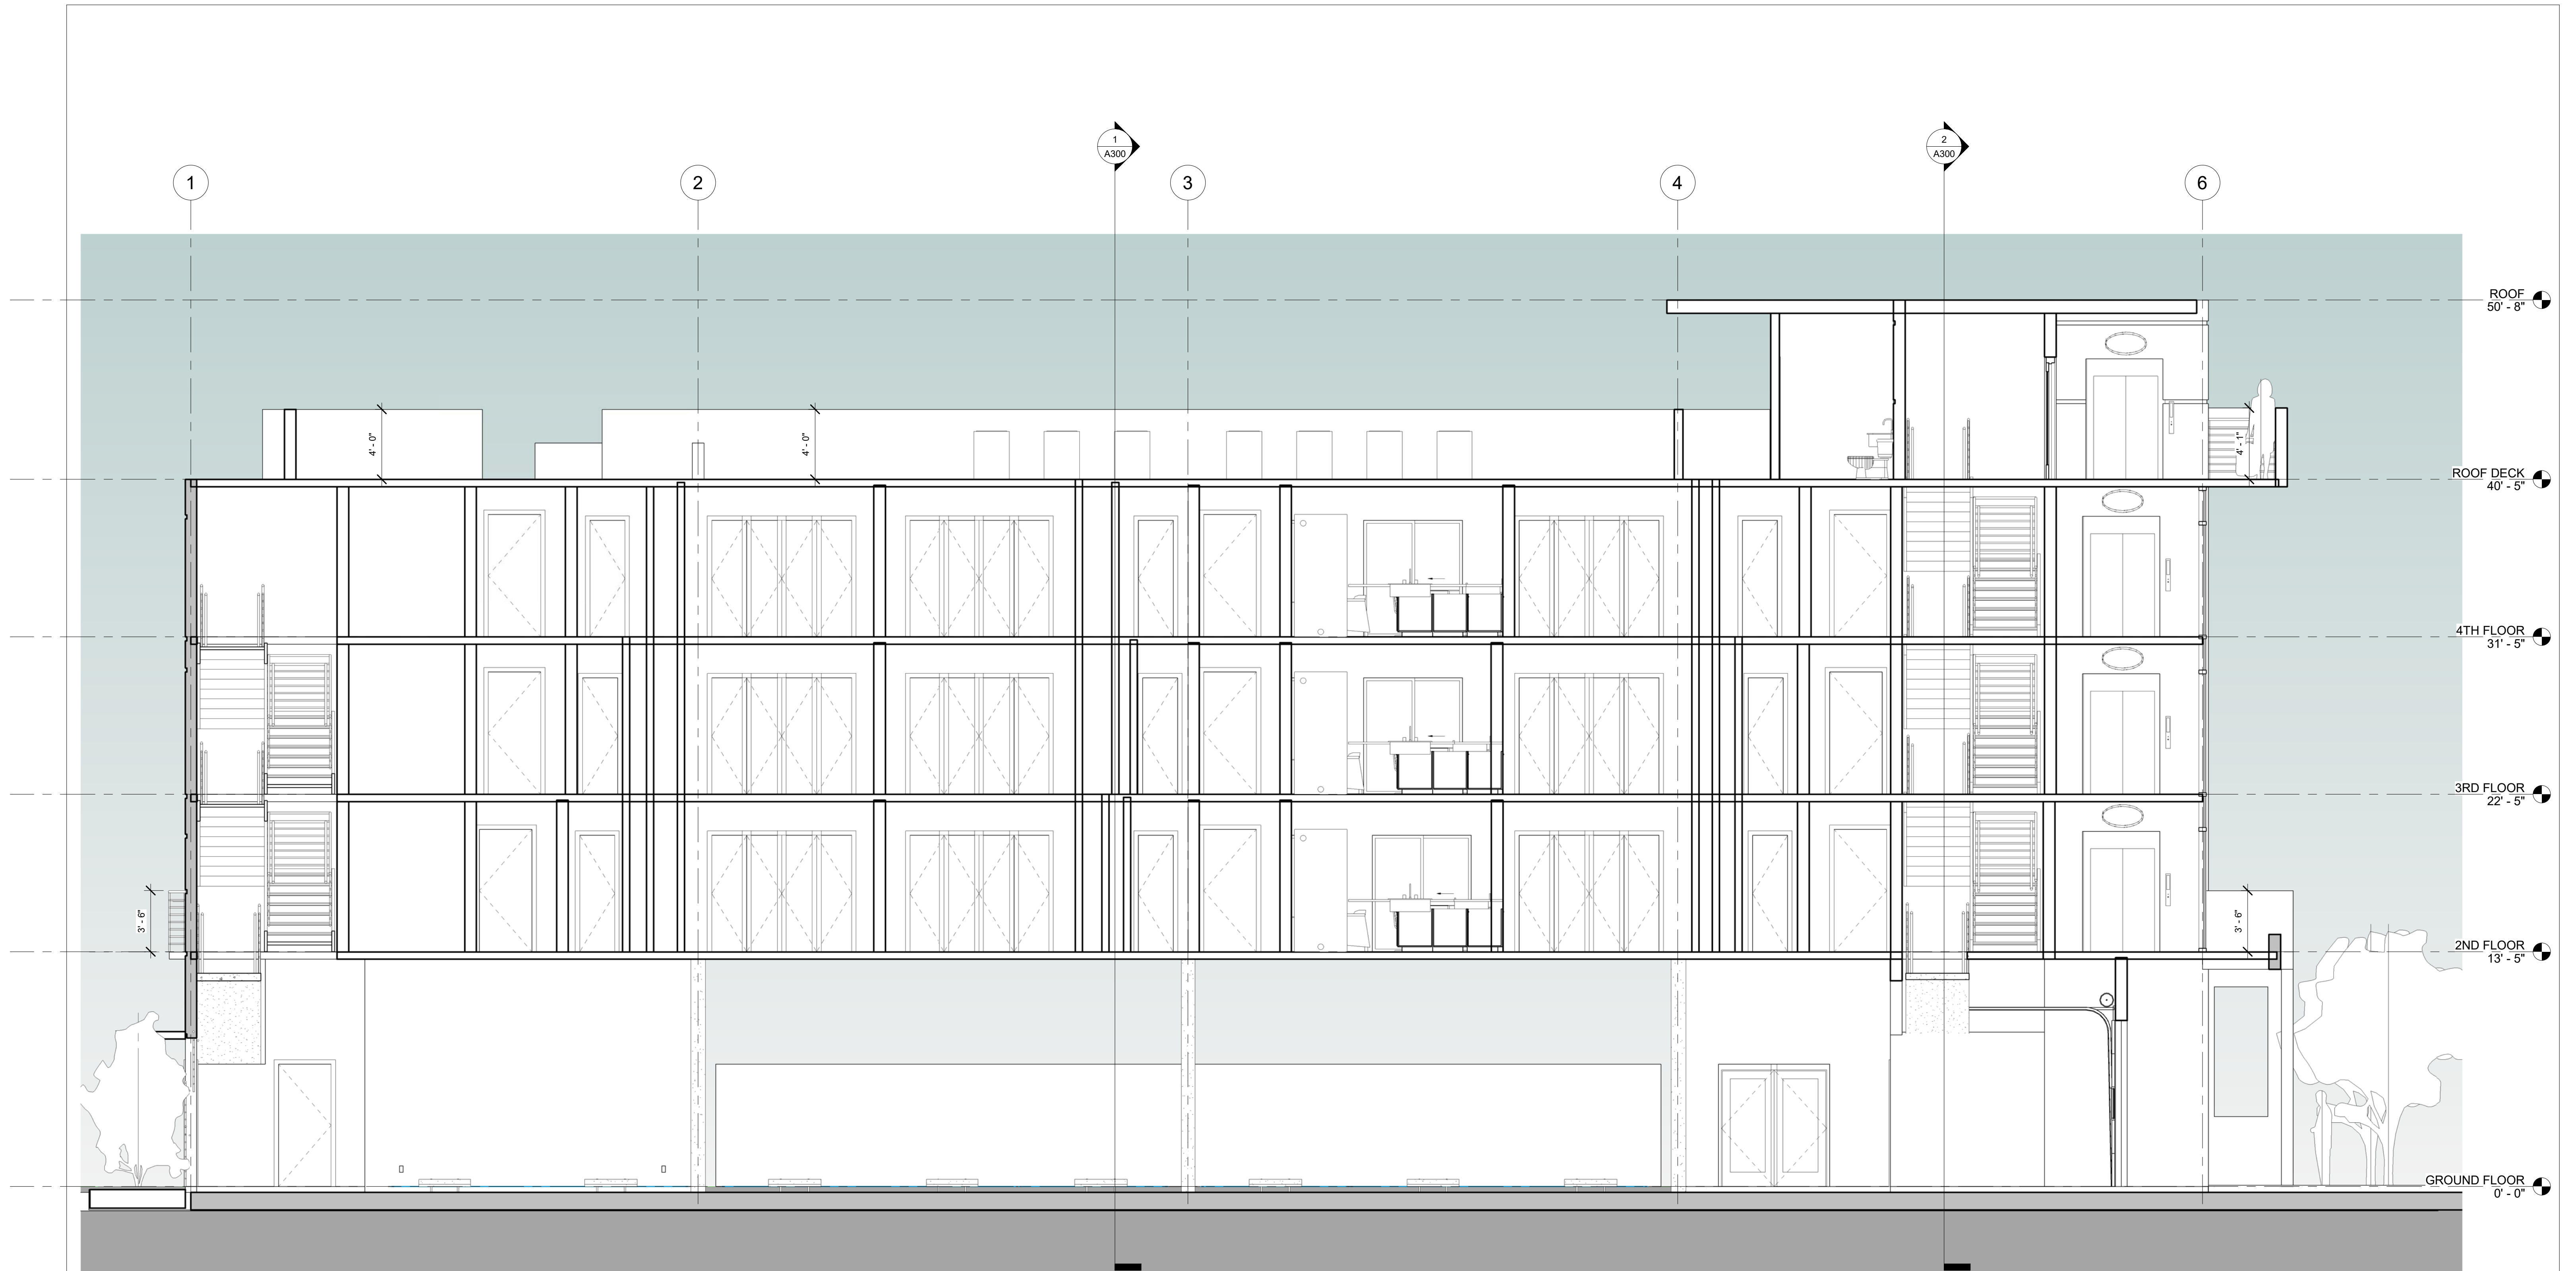 1
A300
2
A300
1
2
3
4
6
ROOF
50' - 8"
4' - 0"
4' - 0"
4' - 1"
ROOF DECK
40' - 5"
4TH FLOOR
31' - 5"
3RD FLOOR
22' - 5"
3' - 6"
3' - 6"
2ND FLOOR
13' - 5"
GROUND FLOOR
0' - 0"